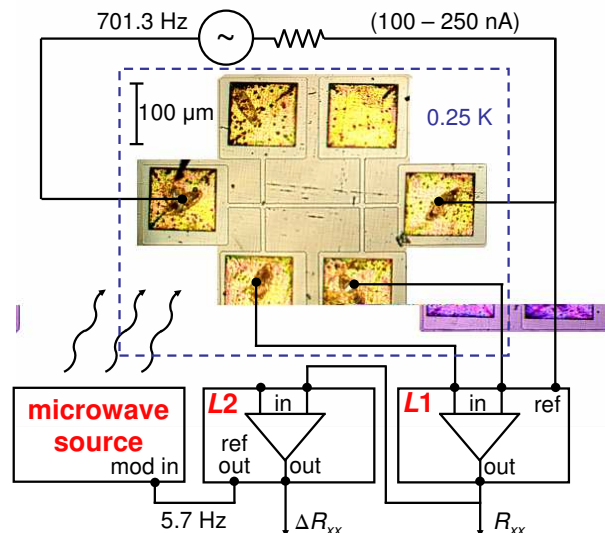 701.3 Hz
~
(100 – 250 nA)
100 µm
0.25 K
microwave
source
mod in
L2
in
ref
out
out
L1
in
ref
out
5.7 Hz
ΔRxx
Rxx